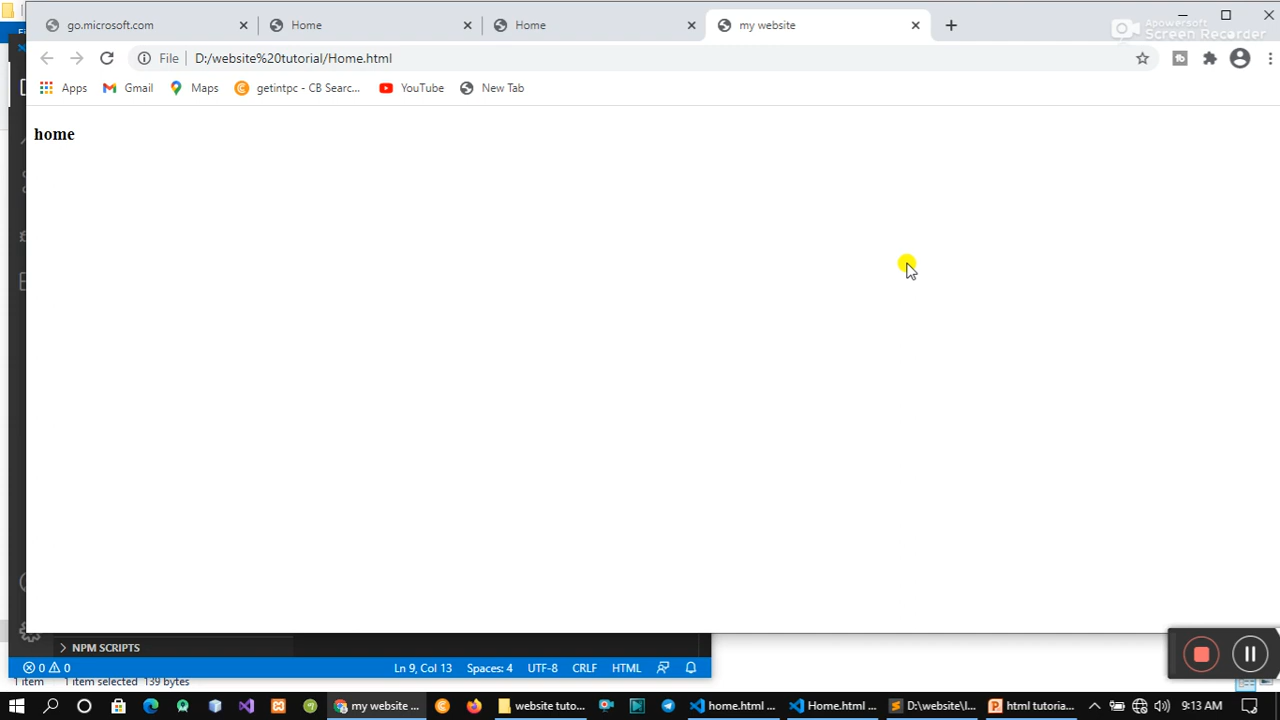 go.microsoft.com
Home
Home
my website
Apowersoft
Screen Recorder
File
D:/website%20tutorial/Home.html
Apps
Gmail
Maps
getintpc - CB Searc...
YouTube
New Tab
home
NPM SCRIPTS
0 0
Ln 9, Col 13
Spaces: 4
UTF-8
CRLF
HTML
1 item
1 item selected 139 bytes
my website ...
website tuto...
home.html ...
Home.html ...
D:\website\I...
html tutoria...
9:13 AM